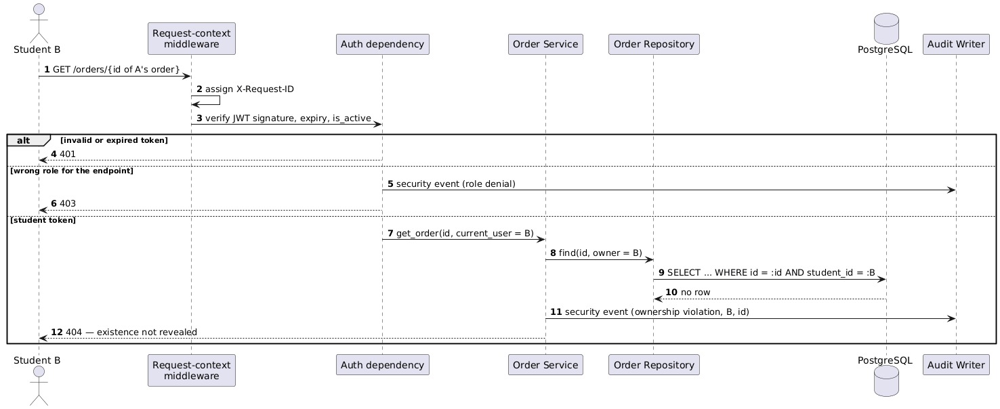 Student B
Request-context
middleware
Auth dependency
Order Service
Order Repository
PostgreSQL
Audit Writer
1 GET /orders/{id of A's order}
2 assign X-Request-ID
3 verify JWT signature, expiry, is_active
alt [invalid or expired token]
4 401
[wrong role for the endpoint]
5 security event (role denial)
6 403
[student token]
7 get_order(id, current_user = B)
8 find(id, owner = B)
9 SELECT ... WHERE id = :id AND student_id = :B
10 no row
11 security event (ownership violation, B, id)
12 404 — existence not revealed
Student B
Request-context
middleware
Auth dependency
Order Service
Order Repository
PostgreSQL
Audit Writer